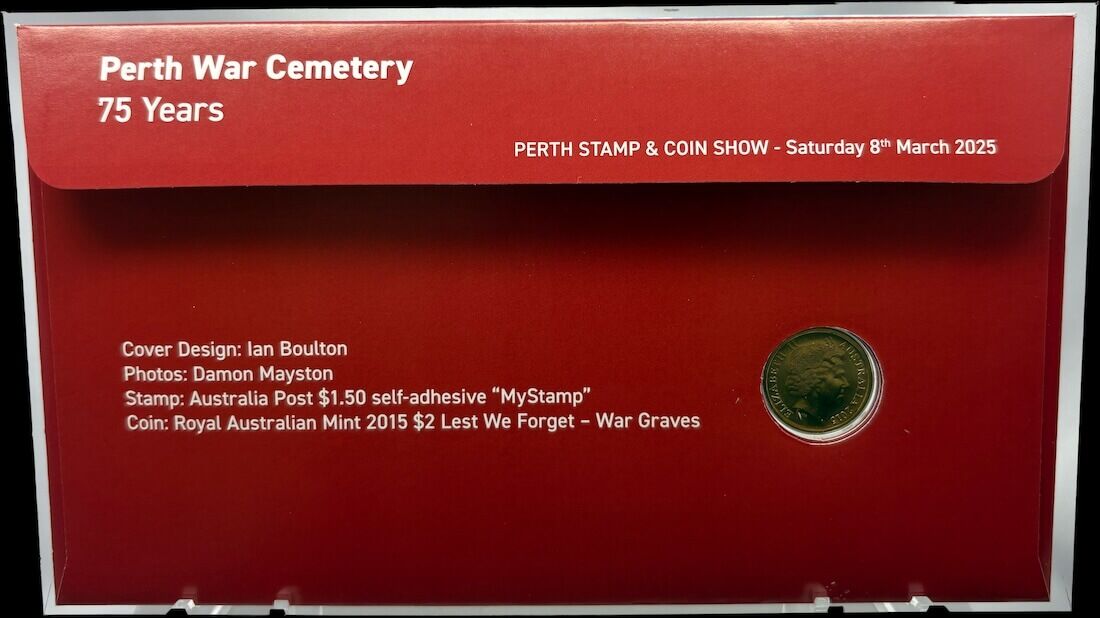 Perth War Cemetery
75 Years
PERTH STAMP & COIN SHOW - Saturday 8th March 2025
Cover Design: Ian Boulton
Photos: Damon Mayston
Stamp: Australia Post $1.50 self-adhesive “MyStamp”
Coin: Royal Australian Mint 2015 $2 Lest We Forget – War Graves
ELIZABETH II AUSTRALIA 2015